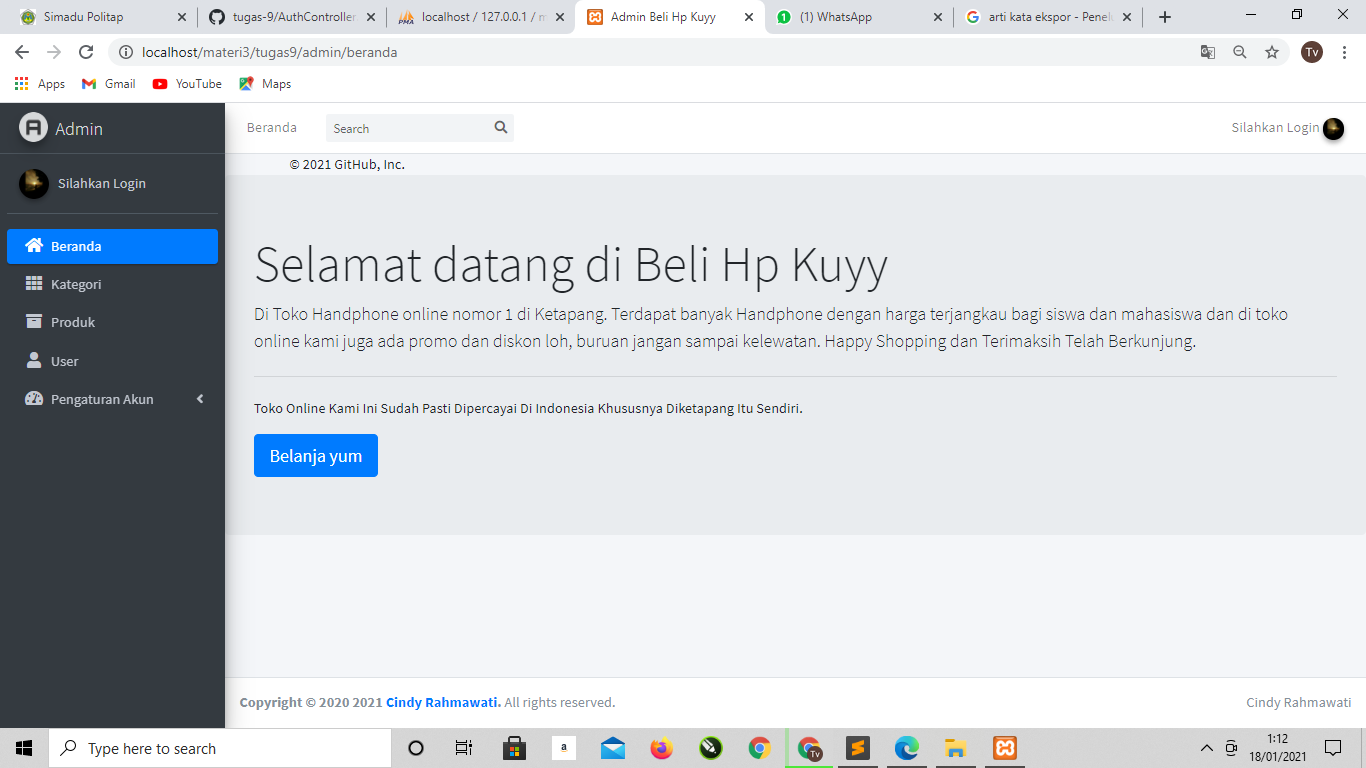 Simadu Politap
tugas-9/AuthController
localhost / 127.0.0.1 / m
Admin Beli Hp Kuyy
(1) WhatsApp
arti kata ekspor - Penel
localhost/materi3/tugas9/admin/beranda
Tv
Apps
Gmail
YouTube
Maps
Admin
Beranda
Search
Silahkan Login
© 2021 GitHub, Inc.
Silahkan Login
Beranda
Kategori
Produk
User
Pengaturan Akun
Selamat datang di Beli Hp Kuyy
Di Toko Handphone online nomor 1 di Ketapang. Terdapat banyak Handphone dengan harga terjangkau bagi siswa dan mahasiswa dan di toko
online kami juga ada promo dan diskon loh, buruan jangan sampai kelewatan. Happy Shopping dan Terimaksih Telah Berkunjung.
Toko Online Kami Ini Sudah Pasti Dipercayai Di Indonesia Khususnya Diketapang Itu Sendiri.
Belanja yum
Copyright © 2020 2021 Cindy Rahmawati. All rights reserved.
Cindy Rahmawati
Type here to search
a
Tv
1:12
18/01/2021